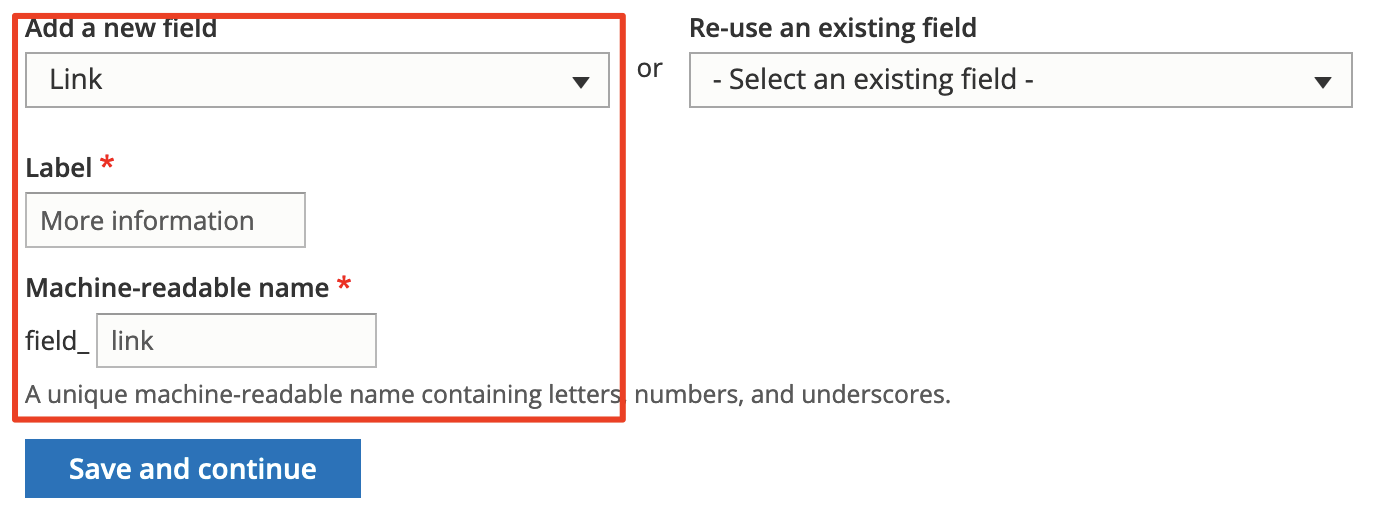 Add a new field
Link
or
Re-use an existing field
- Select an existing field -
Label *
More information
Machine-readable name *
field_ link
A unique machine-readable name containing letters, numbers, and underscores.
Save and continue